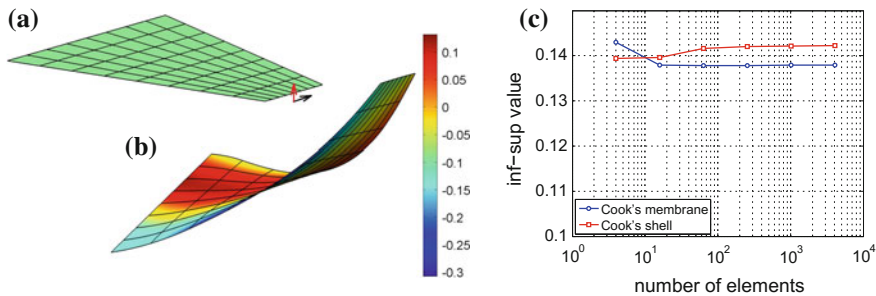 (a)
(b)
0.1
0.05
0
-0.05
-0.1
-0.15
-0.2
-0.25
-0.3
(c)
0.15
0.14
0.13
0.12
0.11
0.1
inf-sup value
Cook's membrane
Cook's shell
10^0
10^1
10^2
10^3
10^4
number of elements